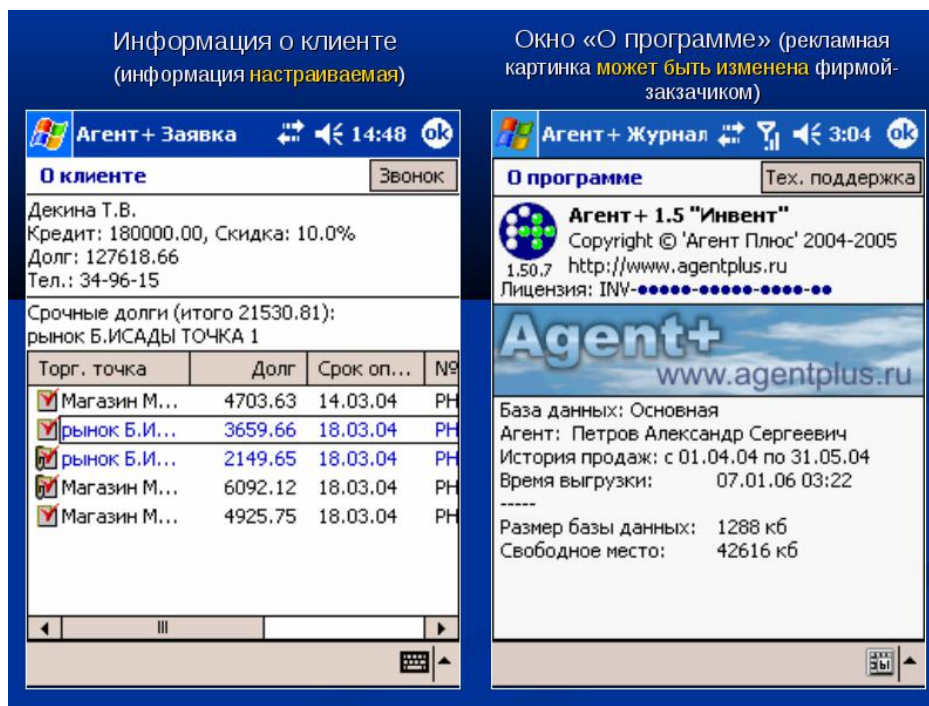 Информация о клиенте
(информация настраиваемая)
Агент+ Заявка 14:48 ok
О клиенте Звонок
Декина Т.В.
Кредит: 180000.00, Скидка: 10.0%
Долг: 127618.66
Тел.: 34-96-15
Срочные долги (итого 21530.81):
рынок Б.ИСАДЫ ТОЧКА 1
Торг. точка Долг Срок оп... №
Магазин М... 4703.63 14.03.04 РН
рынок Б.И... 3659.66 18.03.04 РН
рынок Б.И... 2149.65 18.03.04 РН
Магазин М... 6092.12 18.03.04 РН
Магазин М... 4925.75 18.03.04 РН
Окно «О программе» (рекламная
картинка может быть изменена фирмой-
закзачиком)
Агент+ Журнал 3:04 ok
О программе Тех. поддержка
Агент+ 1.5 "Инвент"
Copyright © 'Агент Плюс' 2004-2005
1.50.7 http://www.agentplus.ru
Лицензия: INV-●●●●●-●●●●●-●●●●-●●
Agent+
www.agentplus.ru
База данных: Основная
Агент: Петров Александр Сергеевич
История продаж: с 01.04.04 по 31.05.04
Время выгрузки: 07.01.06 03:22
-----
Размер базы данных: 1288 кб
Свободное место: 42616 кб